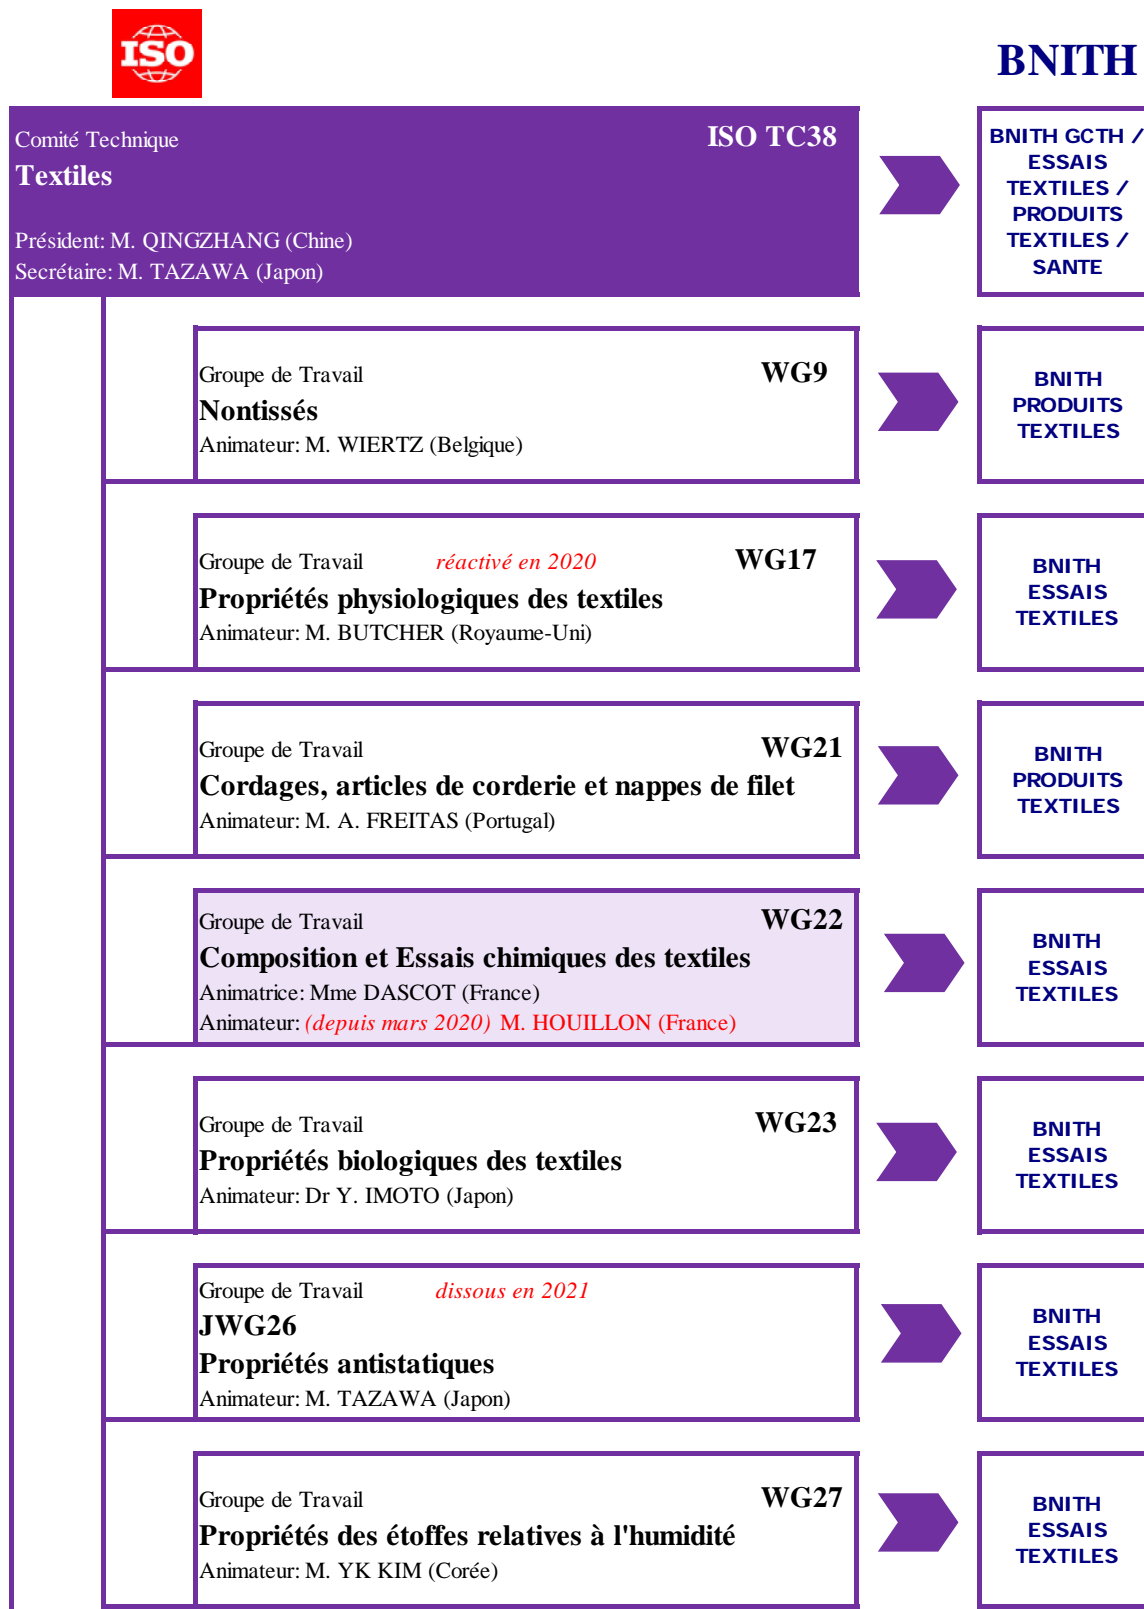 ISO
BNITH
Comité Technique ISO TC38
Textiles
Président: M. QINGZHANG (Chine)
Secrétaire: M. TAZAWA (Japon)
BNITH GCTH /
ESSAIS
TEXTILES /
PRODUITS
TEXTILES /
SANTE
Groupe de Travail WG9
Nontissés
Animateur: M. WIERTZ (Belgique)
BNITH
PRODUITS
TEXTILES
Groupe de Travail réactivé en 2020 WG17
Propriétés physiologiques des textiles
Animateur: M. BUTCHER (Royaume-Uni)
BNITH
ESSAIS
TEXTILES
Groupe de Travail WG21
Cordages, articles de corderie et nappes de filet
Animateur: M. A. FREITAS (Portugal)
BNITH
PRODUITS
TEXTILES
Groupe de Travail WG22
Composition et Essais chimiques des textiles
Animatrice: Mme DASCOT (France)
Animateur: (depuis mars 2020) M. HOUILLON (France)
BNITH
ESSAIS
TEXTILES
Groupe de Travail WG23
Propriétés biologiques des textiles
Animateur: Dr Y. IMOTO (Japon)
BNITH
ESSAIS
TEXTILES
Groupe de Travail dissous en 2021
JWG26
Propriétés antistatiques
Animateur: M. TAZAWA (Japon)
BNITH
ESSAIS
TEXTILES
Groupe de Travail WG27
Propriétés des étoffes relatives à l'humidité
Animateur: M. YK KIM (Corée)
BNITH
ESSAIS
TEXTILES